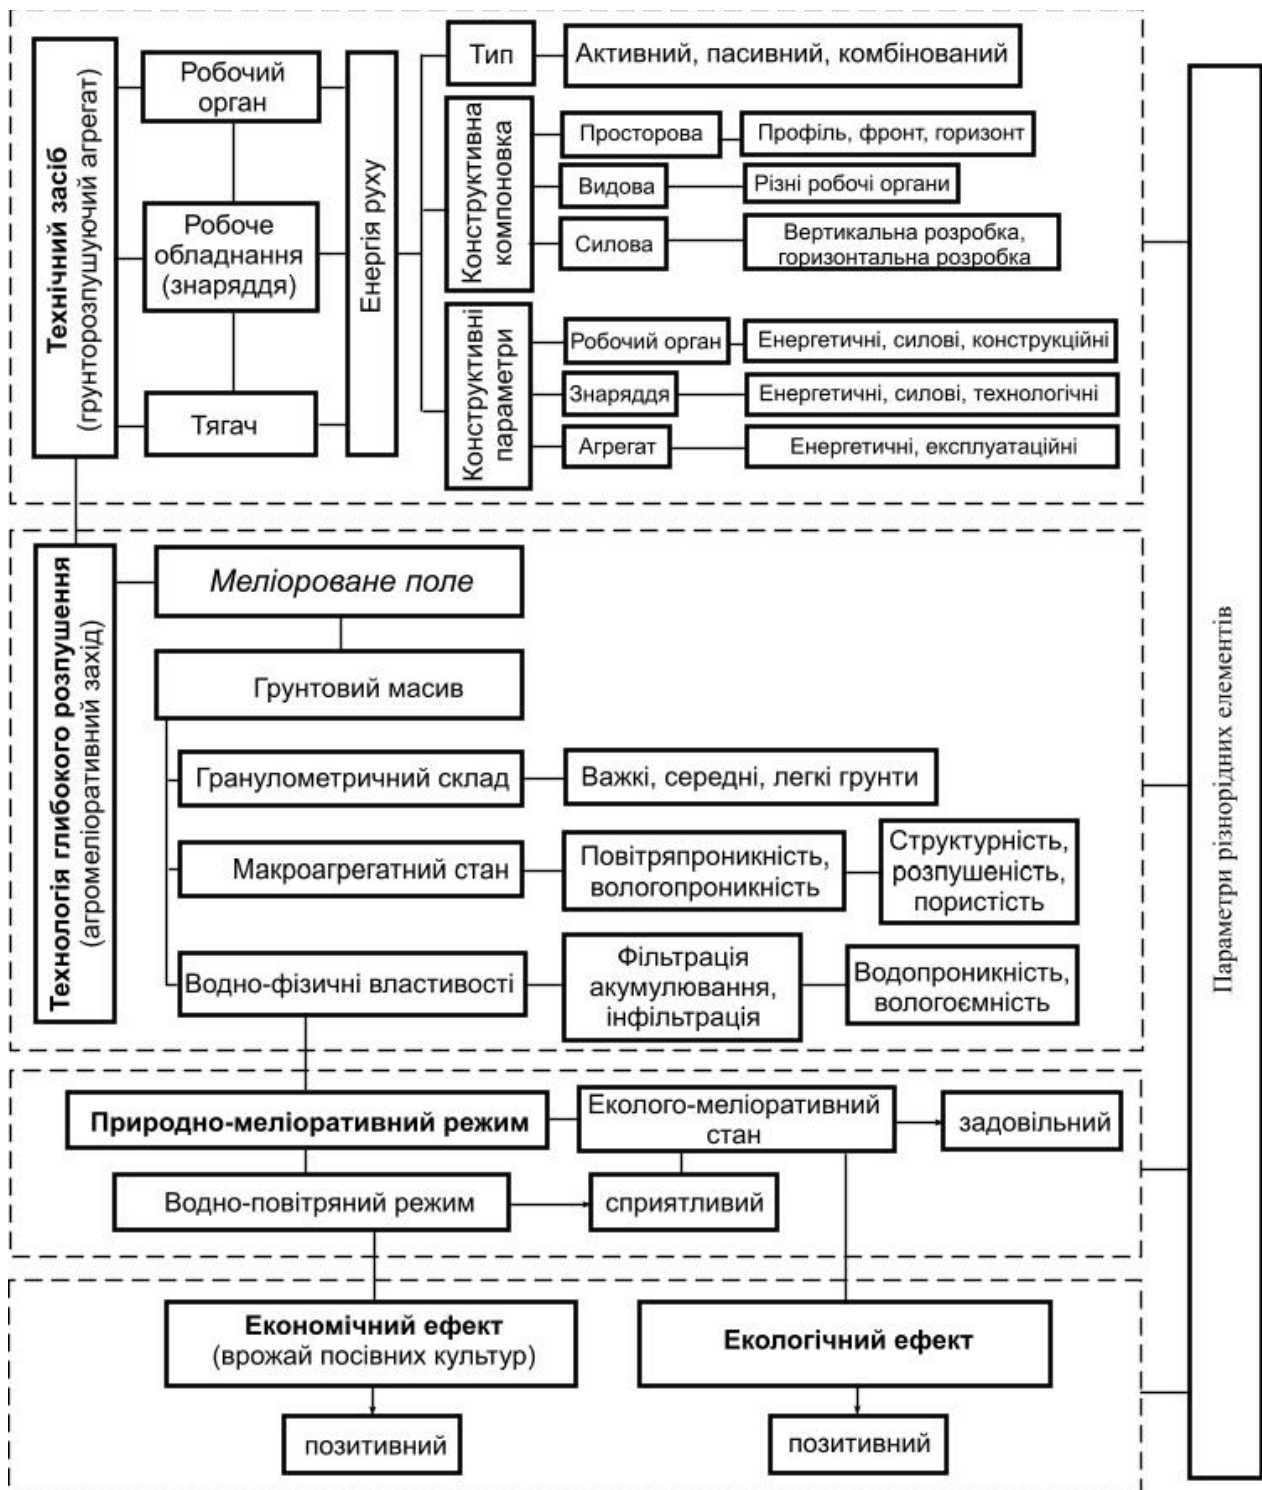 Технічний засіб
(грунторозпушуючий агрегат)
Робочий
орган
Робоче
обладнання
(знаряддя)
Тягач
Енергія руху
Тип
Активний, пасивний, комбінований
Конструктивна
компоновка
Просторова
Профіль, фронт, горизонт
Видова
Різні робочі органи
Силова
Вертикальна розробка,
горизонтальна розробка
Конструктивні
параметри
Робочий орган
Енергетичні, силові, конструкційні
Знаряддя
Енергетичні, силові, технологічні
Агрегат
Енергетичні, експлуатаційні
Технологія глибокого розпушення
(агромеліоративний захід)
Меліороване поле
Грунтовий масив
Гранулометричний склад
Важкі, середні, легкі грунти
Макроагрегатний стан
Повітряпроникність,
вологопроникність
Структурність,
розпушеність,
пористість
Водно-фізичні властивості
Фільтрація
акумулювання,
інфільтрація
Водопроникність,
вологоємність
Природно-меліоративний режим
Еколого-меліоративний
стан
задовільний
Водно-повітряний режим
сприятливий
Економічний ефект
(врожай посівних культур)
Екологічний ефект
позитивний
позитивний
Параметри різнорідних елементів